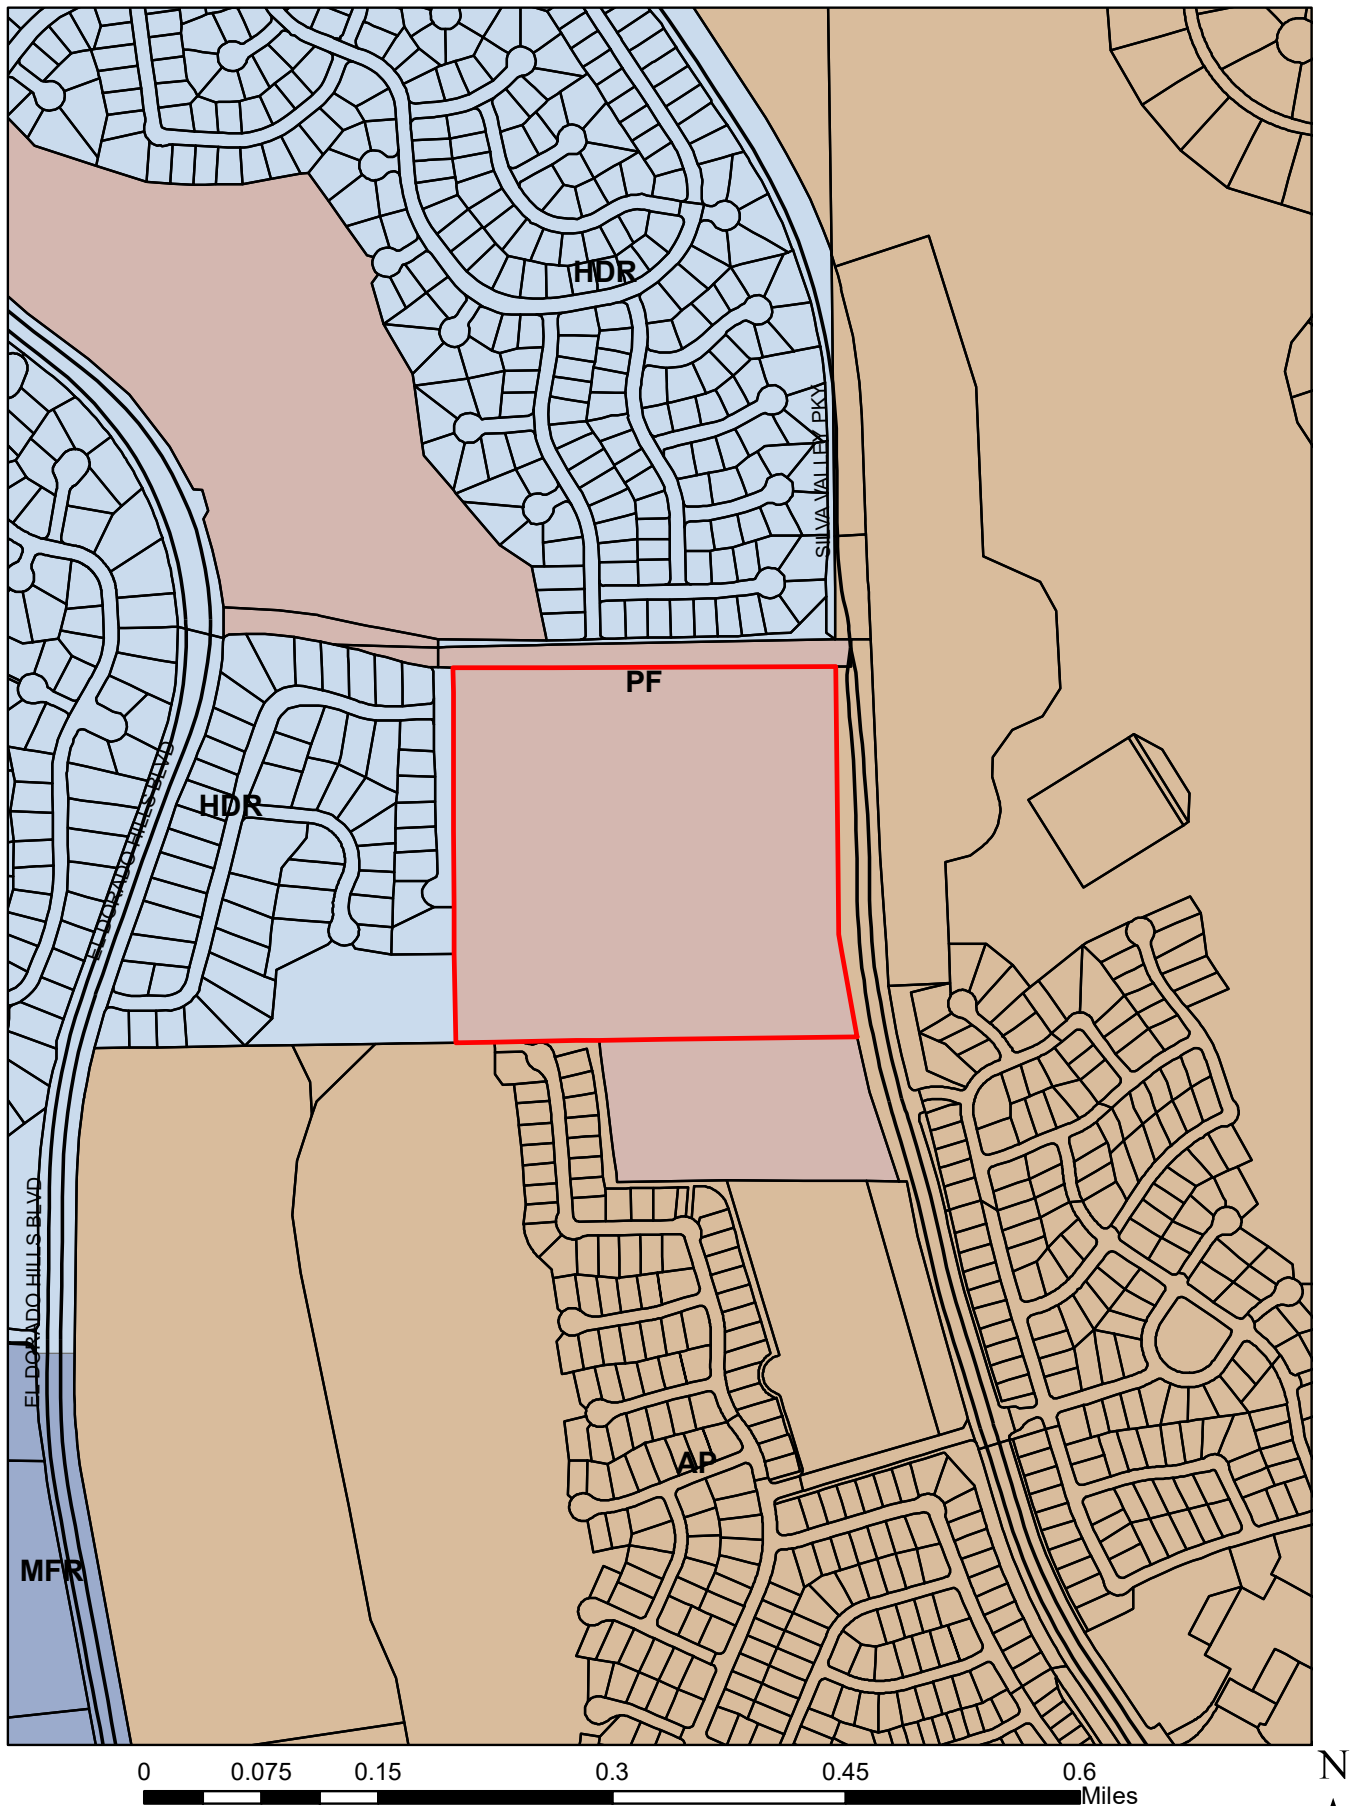 HDR
SILVA VALLEY PKY
PF
EL DORADO HILLS BLVD
HDR
EL DORADO HILLS BLVD
AP
MFR
0 0.075 0.15 0.3 0.45 0.6
Miles
N